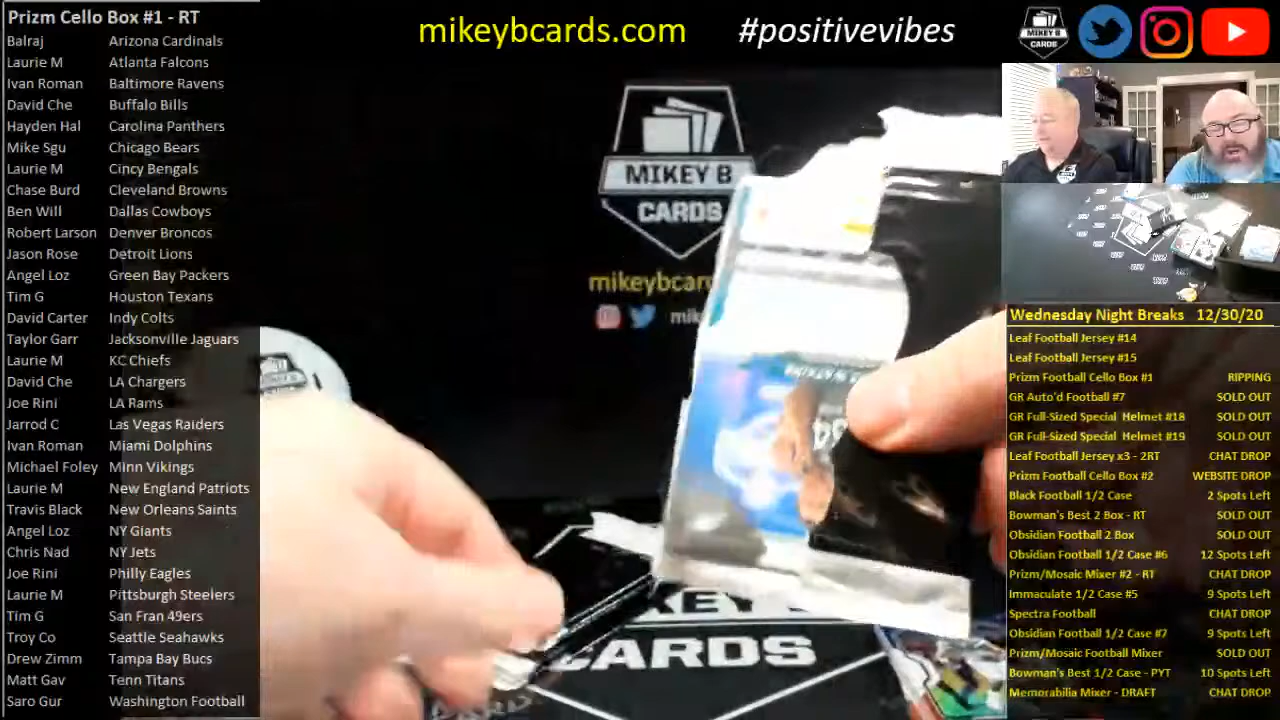 Prizm Cello Box #1 - RT
Balraj Arizona Cardinals
Laurie M Atlanta Falcons
Ivan Roman Baltimore Ravens
David Che Buffalo Bills
Hayden Hal Carolina Panthers
Mike Sgu Chicago Bears
Laurie M Cincy Bengals
Chase Burd Cleveland Browns
Ben Will Dallas Cowboys
Robert Larson Denver Broncos
Jason Rose Detroit Lions
Angel Loz Green Bay Packers
Tim G Houston Texans
David Carter Indy Colts
Taylor Garr Jacksonville Jaguars
Laurie M KC Chiefs
David Che LA Chargers
Joe Rini LA Rams
Jarrod C Las Vegas Raiders
Ivan Roman Miami Dolphins
Michael Foley Minn Vikings
Laurie M New England Patriots
Travis Black New Orleans Saints
Angel Loz NY Giants
Chris Nad NY Jets
Joe Rini Philly Eagles
Laurie M Pittsburgh Steelers
Tim G San Fran 49ers
Troy Co Seattle Seahawks
Drew Zimm Tampa Bay Bucs
Matt Gav Tenn Titans
Saro Gur Washington Football
mikeybcards.com #positivevibes
MIKEY B
CARDS
MIKEY B
CARDS
mikeybcar
mik
CARDS
Wednesday Night Breaks 12/30/20
Leaf Football Jersey #14
Leaf Football Jersey #15
Prizm Football Cello Box #1 RIPPING
GR Auto'd Football #7 SOLD OUT
GR Full-Sized Special Helmet #18 SOLD OUT
GR Full-Sized Special Helmet #19 SOLD OUT
Leaf Football Jersey x3 - 2RT CHAT DROP
Prizm Football Cello Box #2 WEBSITE DROP
Black Football 1/2 Case 2 Spots Left
Bowman's Best 2 Box - RT SOLD OUT
Obsidian Football 2 Box SOLD OUT
Obsidian Football 1/2 Case #6 12 Spots Left
Prizm/Mosaic Mixer #2 - RT CHAT DROP
Immaculate 1/2 Case #5 9 Spots Left
Spectra Football CHAT DROP
Obsidian Football 1/2 Case #7 9 Spots Left
Prizm/Mosaic Football Mixer SOLD OUT
Bowman's Best 1/2 Case - PYT 10 Spots Left
Memorabilia Mixer - DRAFT CHAT DROP